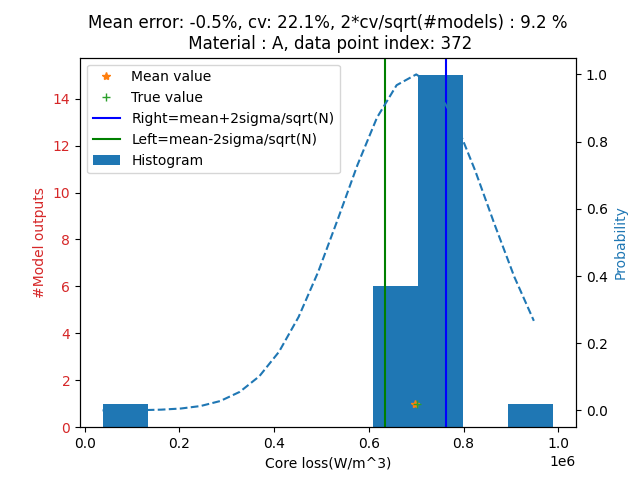 Mean error: -0.5%, cv: 22.1%, 2*cv/sqrt(#models) : 9.2 %
Material : A, data point index: 372
Mean value
True value
Right=mean+2sigma/sqrt(N)
Left=mean-2sigma/sqrt(N)
Histogram
#Model outputs
14
12
10
8
6
4
2
0
1.0
0.8
0.6
0.4
0.2
0.0
Probability
0.0 0.2 0.4 0.6 0.8 1.0
1e6
Core loss(W/m^3)